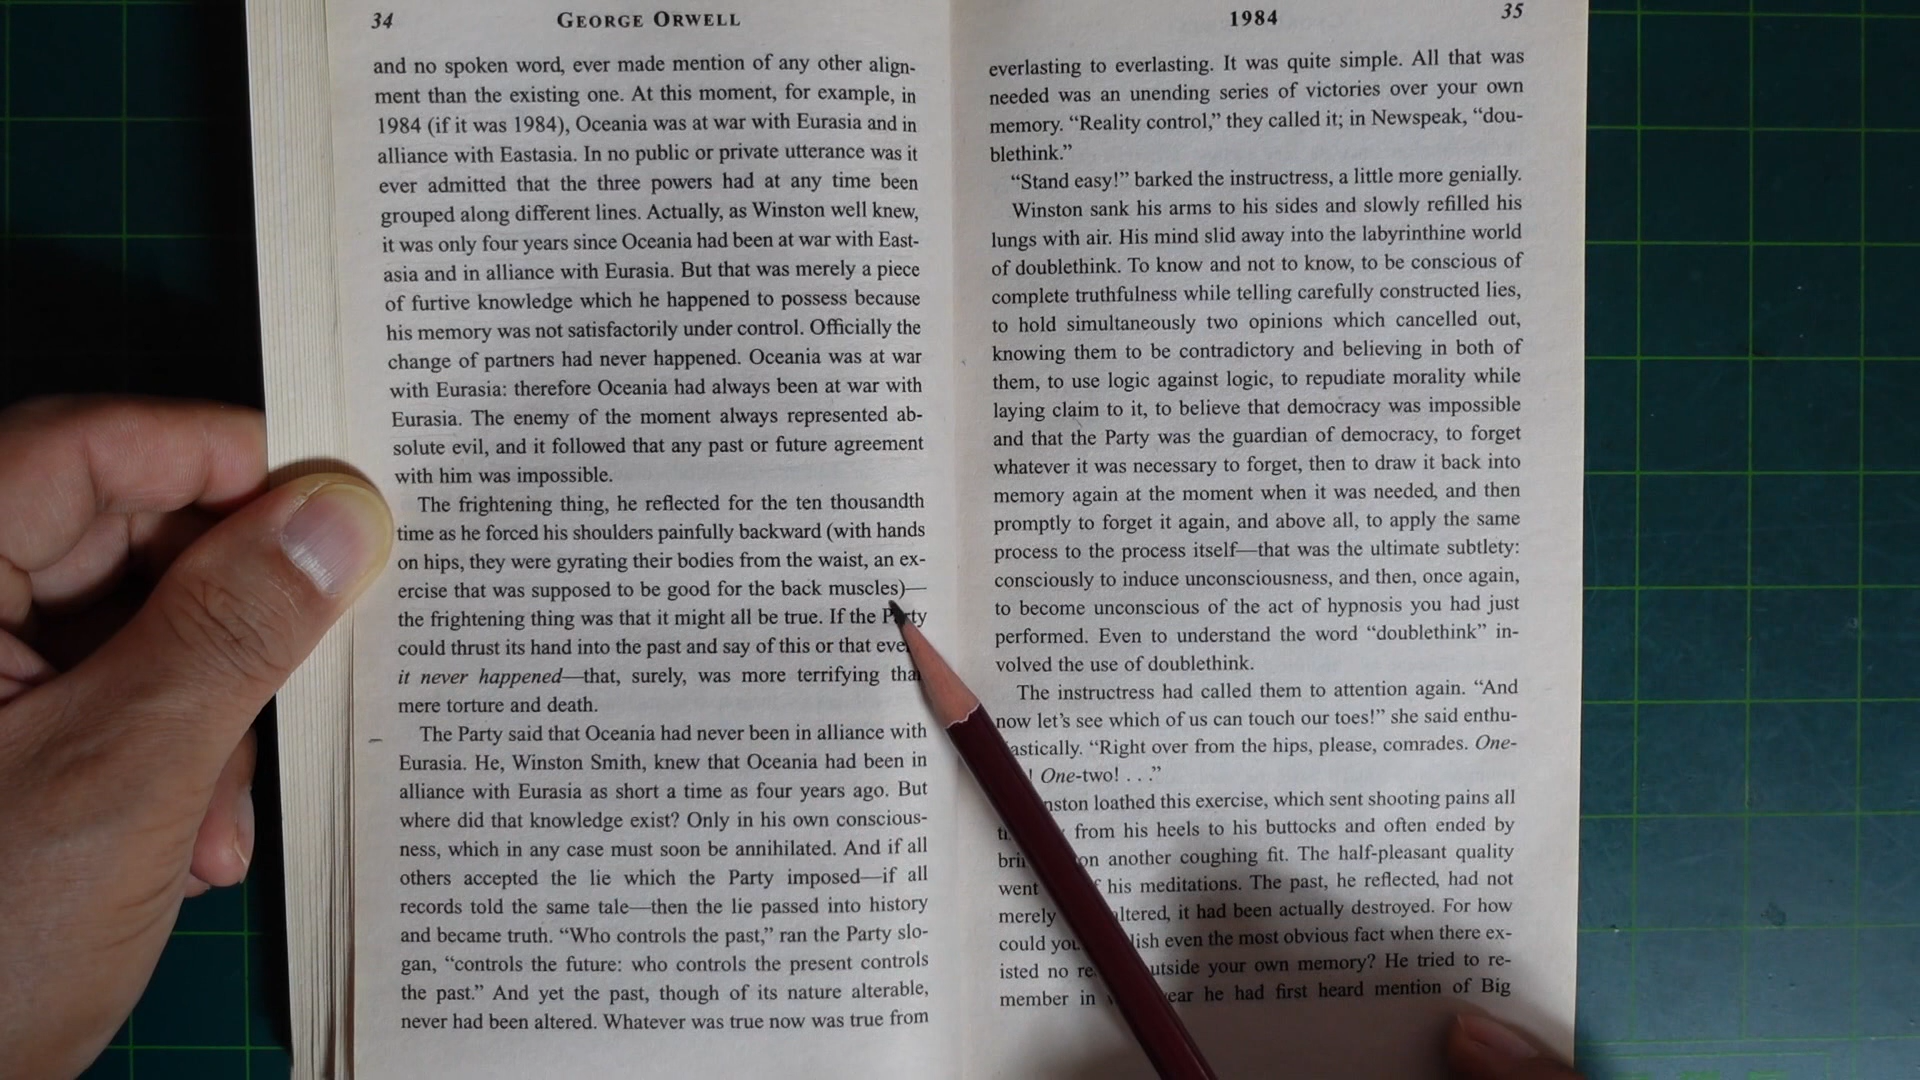 34
GEORGE ORWELL
and no spoken word, ever made mention of any other align-
ment than the existing one. At this moment, for example, in
1984 (if it was 1984), Oceania was at war with Eurasia and in
alliance with Eastasia. In no public or private utterance was it
ever admitted that the three powers had at any time been
grouped along different lines. Actually, as Winston well knew,
it was only four years since Oceania had been at war with East-
asia and in alliance with Eurasia. But that was merely a piece
of furtive knowledge which he happened to possess because
his memory was not satisfactorily under control. Officially the
change of partners had never happened. Oceania was at war
with Eurasia: therefore Oceania had always been at war with
Eurasia. The enemy of the moment always represented ab-
solute evil, and it followed that any past or future agreement
with him was impossible.
The frightening thing, he reflected for the ten thousandth
time as he forced his shoulders painfully backward (with hands
on hips, they were gyrating their bodies from the waist, an ex-
ercise that was supposed to be good for the back muscles)—
the frightening thing was that it might all be true. If the Party
could thrust its hand into the past and say of this or that
it never happened—that, surely, was more terrifying
mere torture and death.
The Party said that Oceania had never been in alliance with
Eurasia. He, Winston Smith, knew that Oceania had been in
alliance with Eurasia as short a time as four years ago. But
where did that knowledge exist? Only in his own conscious-
ness, which in any case must soon be annihilated. And if all
others accepted the lie which the Party imposed—if all
records told the same tale—then the lie passed into history
and became truth. “Who controls the past,” ran the Party slo-
gan, “controls the future: who controls the present controls
the past.” And yet the past, though of its nature alterable,
never had been altered. Whatever was true now was true from
1984
35
everlasting to everlasting. It was quite simple. All that was
needed was an unending series of victories over your own
memory. “Reality control,” they called it; in Newspeak, “dou-
blethink.”
“Stand easy!” barked the instructress, a little more genially.
Winston sank his arms to his sides and slowly refilled his
lungs with air. His mind slid away into the labyrinthine world
of doublethink. To know and not to know, to be conscious of
complete truthfulness while telling carefully constructed lies,
to hold simultaneously two opinions which cancelled out,
knowing them to be contradictory and believing in both of
them, to use logic against logic, to repudiate morality while
laying claim to it, to believe that democracy was impossible
and that the Party was the guardian of democracy, to forget
whatever it was necessary to forget, then to draw it back into
memory again at the moment when it was needed, and then
promptly to forget it again, and above all, to apply the same
process to the process itself—that was the ultimate subtlety:
consciously to induce unconsciousness, and then, once again,
to become unconscious of the act of hypnosis you had just
performed. Even to understand the word “doublethink” in-
volved the use of doublethink.
The instructress had called them to attention again. “And
now let’s see which of us can touch our toes!” she said enthu-
astically. “Right over from the hips, please, comrades. One-
! One-two! . . .”
loathed this exercise, which sent shooting pains all
from his heels to his buttocks and often ended by
on another coughing fit. The half-pleasant quality
went his meditations. The past, he reflected, had not
merely altered, it had been actually destroyed. For how
could you even the most obvious fact when there ex-
isted no outside your own memory? He tried to re-
member in he had first heard mention of Big